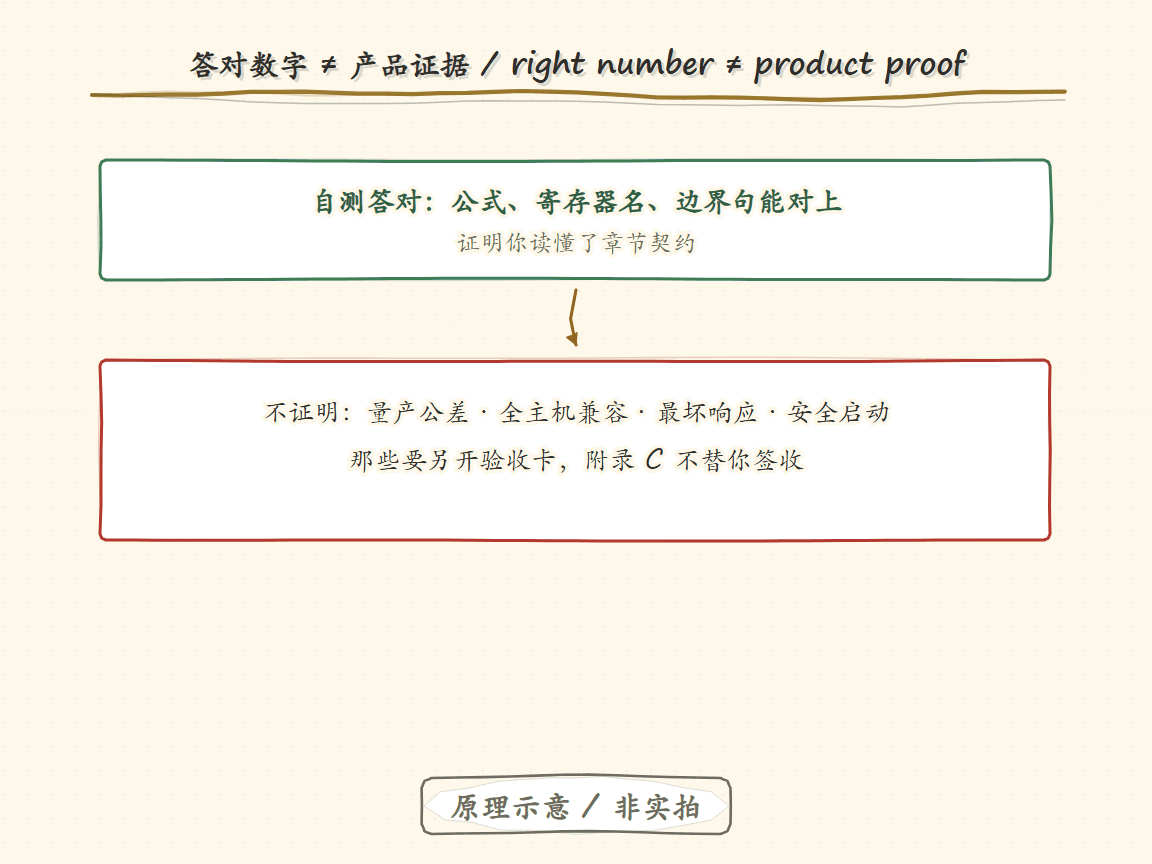 答对数字 ≠ 产品证据 / right number ≠ product proof
自测答对：公式、寄存器名、边界句能对上
证明你读懂了章节契约
不证明：量产公差 · 全主机兼容 · 最坏响应 · 安全启动
那些要另开验收卡，附录 C 不替你签收
原理示意 / 非实拍